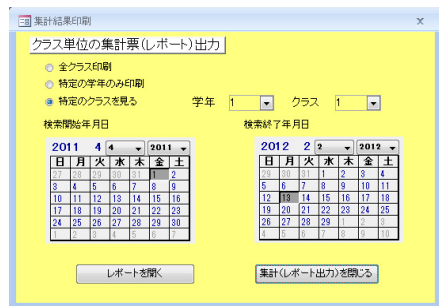 集計結果印刷 x
クラス単位の集計票(レポート)出力
全クラス印刷
特定の学年のみ印刷
特定のクラスを見る 学年 1 クラス 1
検索開始年月日 検索終了年月日
2011 4 4 2011
日 月 火 水 木 金 土
27 28 29 30 31 1 2
3 4 5 6 7 8 9
10 11 12 13 14 15 16
17 18 19 20 21 22 23
24 25 26 27 28 29 30
1 2 3 4 5 6 7
2012 2 2 2012
日 月 火 水 木 金 土
29 30 31 1 2 3 4
5 6 7 8 9 10 11
12 13 14 15 16 17 18
19 20 21 22 23 24 25
26 27 28 29 1 2 3
4 5 6 7 8 9 10
レポートを開く 集計(レポート出力)を閉じる